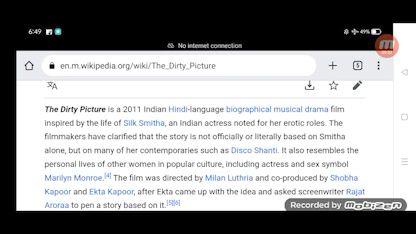 6:49
49%
No internet connection
en.m.wikipedia.org/wiki/The_Dirty_Picture
5
The Dirty Picture is a 2011 Indian Hindi-language biographical musical drama film
inspired by the life of Silk Smitha, an Indian actress noted for her erotic roles. The
filmmakers have clarified that the story is not officially or literally based on Smitha
alone, but on many of her contemporaries such as Disco Shanti. It also resembles the
personal lives of other women in popular culture, including actress and sex symbol
Marilyn Monroe.[4] The film was directed by Milan Luthria and co-produced by Shobha
Kapoor and Ekta Kapoor, after Ekta came up with the idea and asked screenwriter Rajat
Aroraa to pen a story based on it.[5][6]
Recorded by mobizen